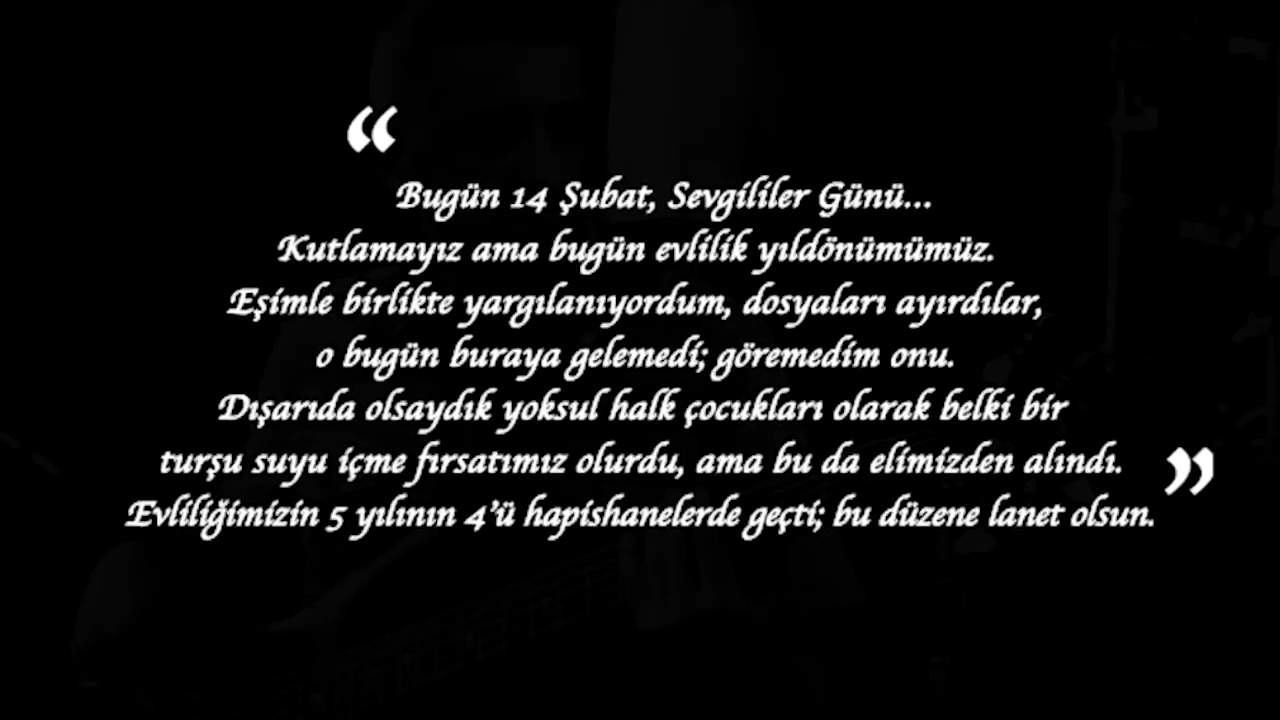 “
Bugün 14 Şubat, Sevgililer Günü...
Kutlamayız ama bugün evlilik yıldönümümüz.
Eşimle birlikte yargılanıyordum, dosyaları ayırdılar,
o bugün buraya gelemedi; göremedim onu.
Dışarıda olsaydık yoksul halk çocukları olarak belki bir
turşu suyu içme fırsatımız olurdu, ama bu da elimizden alındı.
Evliliğimizin 5 yılının 4’ü hapishanelerde geçti; bu düzene lanet olsun.
”